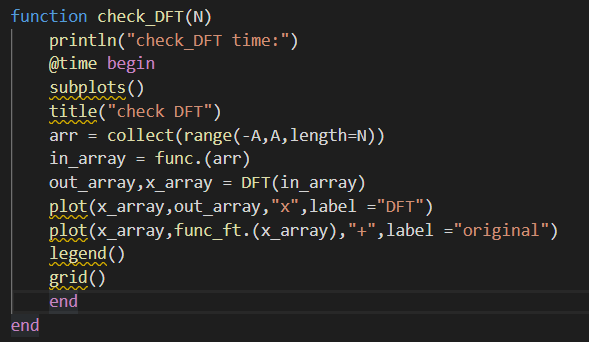 function check_DFT(N)
    println("check_DFT time:")
    @time begin
    subplots()
    title("check DFT")
    arr = collect(range(-A,A,length=N))
    in_array = func.(arr)
    out_array,x_array = DFT(in_array)
    plot(x_array,out_array,"x",label ="DFT")
    plot(x_array,func_ft.(x_array),"+",label ="original")
    legend()
    grid()
    end
end